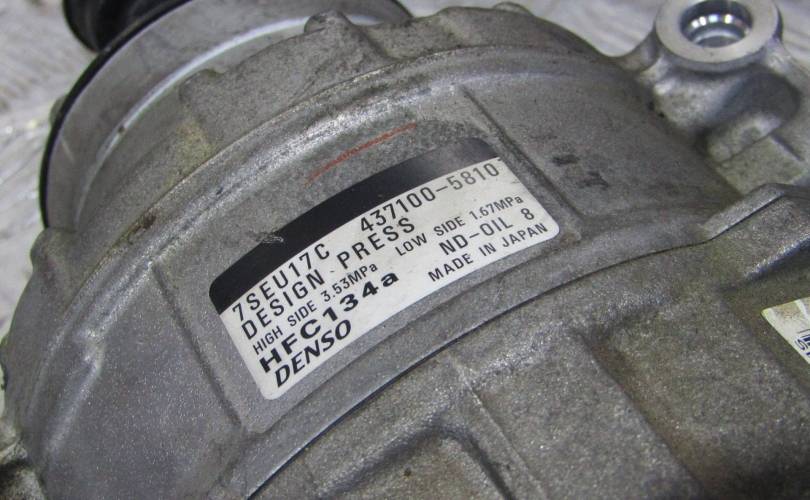 7SEU17C 437100-5810
DESIGN PRESS
HIGH SIDE 3.53MPa LOW SIDE 1.67MPa
HFC134a ND-OIL 8
DENSO MADE IN JAPAN